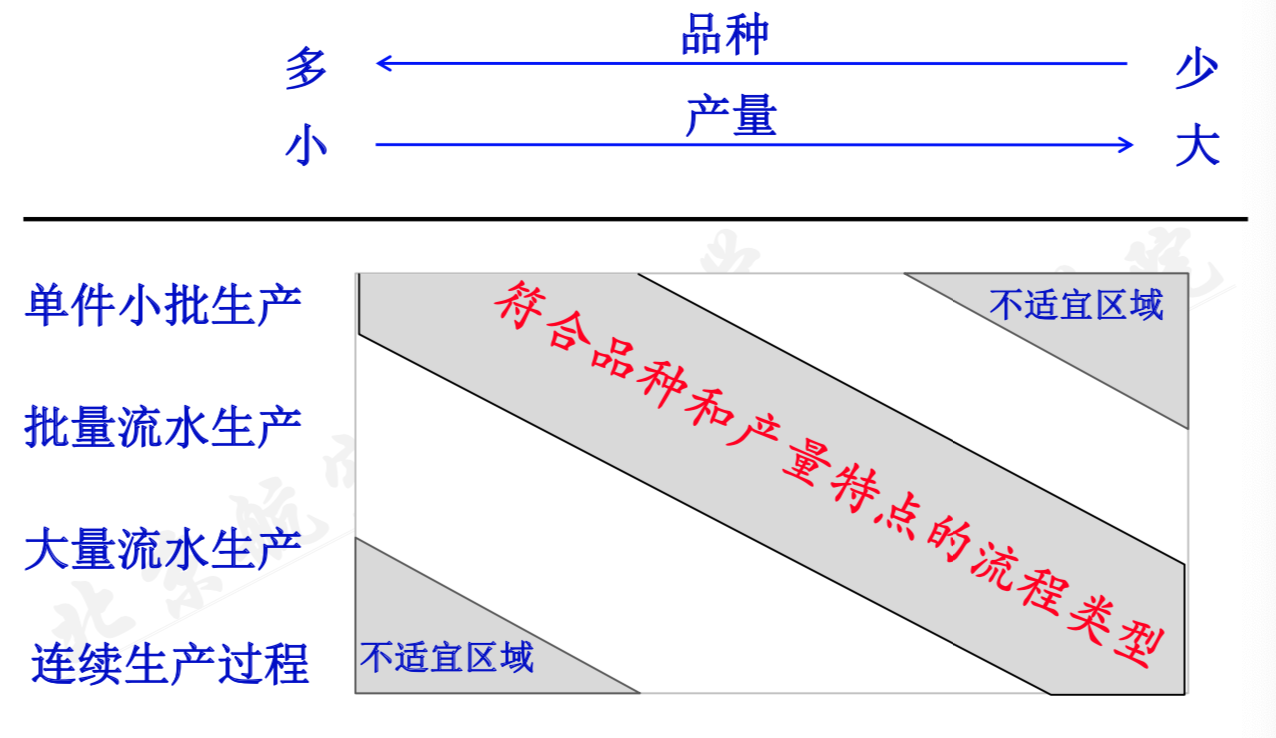 品种
多 少
产量
小 大
单件小批生产
不适宜区域
符合品种和产量特点的流程类型
批量流水生产
大量流水生产
连续生产过程
不适宜区域